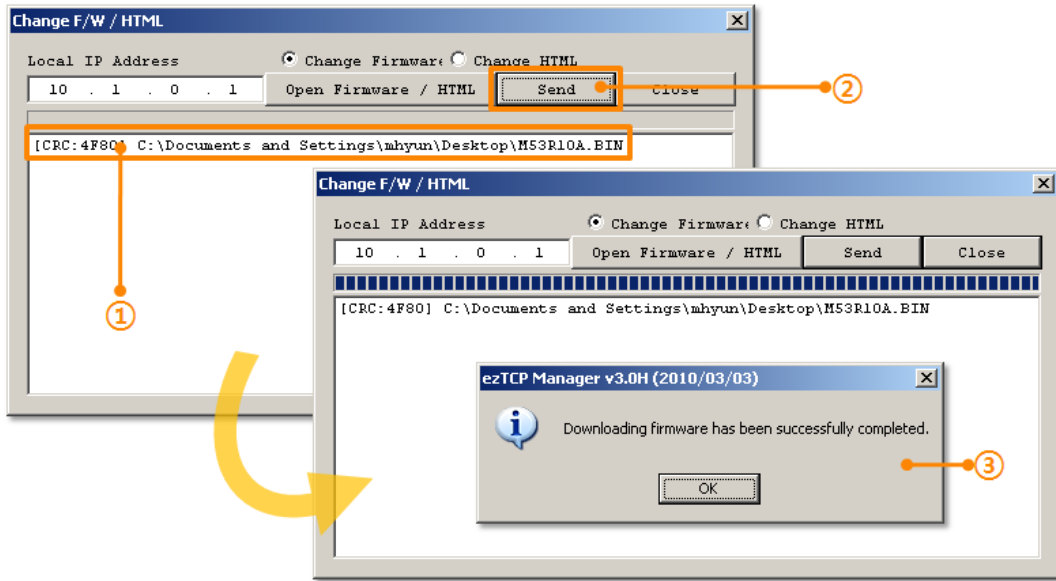 Change F/W / HTML
Local IP Address Change Firmware Change HTML
10 . 1 . 0 . 1 Open Firmware / HTML Send Close
②
[CRC:4F80] C:\Documents and Settings\mhyun\Desktop\M53R10A.BIN
①
Change F/W / HTML
Local IP Address Change Firmware Change HTML
10 . 1 . 0 . 1 Open Firmware / HTML Send Close
[CRC:4F80] C:\Documents and Settings\mhyun\Desktop\M53R10A.BIN
ezTCP Manager v3.0H (2010/03/03)
Downloading firmware has been successfully completed.
③
OK